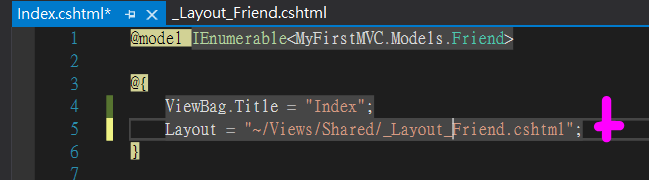 Index.cshtml*
_Layout_Friend.cshtml
1 @model IEnumerable<MyFirstMVC.Models.Friend>
2
3 @{
4 ViewBag.Title = "Index";
5 Layout = "~/Views/Shared/_Layout_Friend.cshtml";
6 }
7